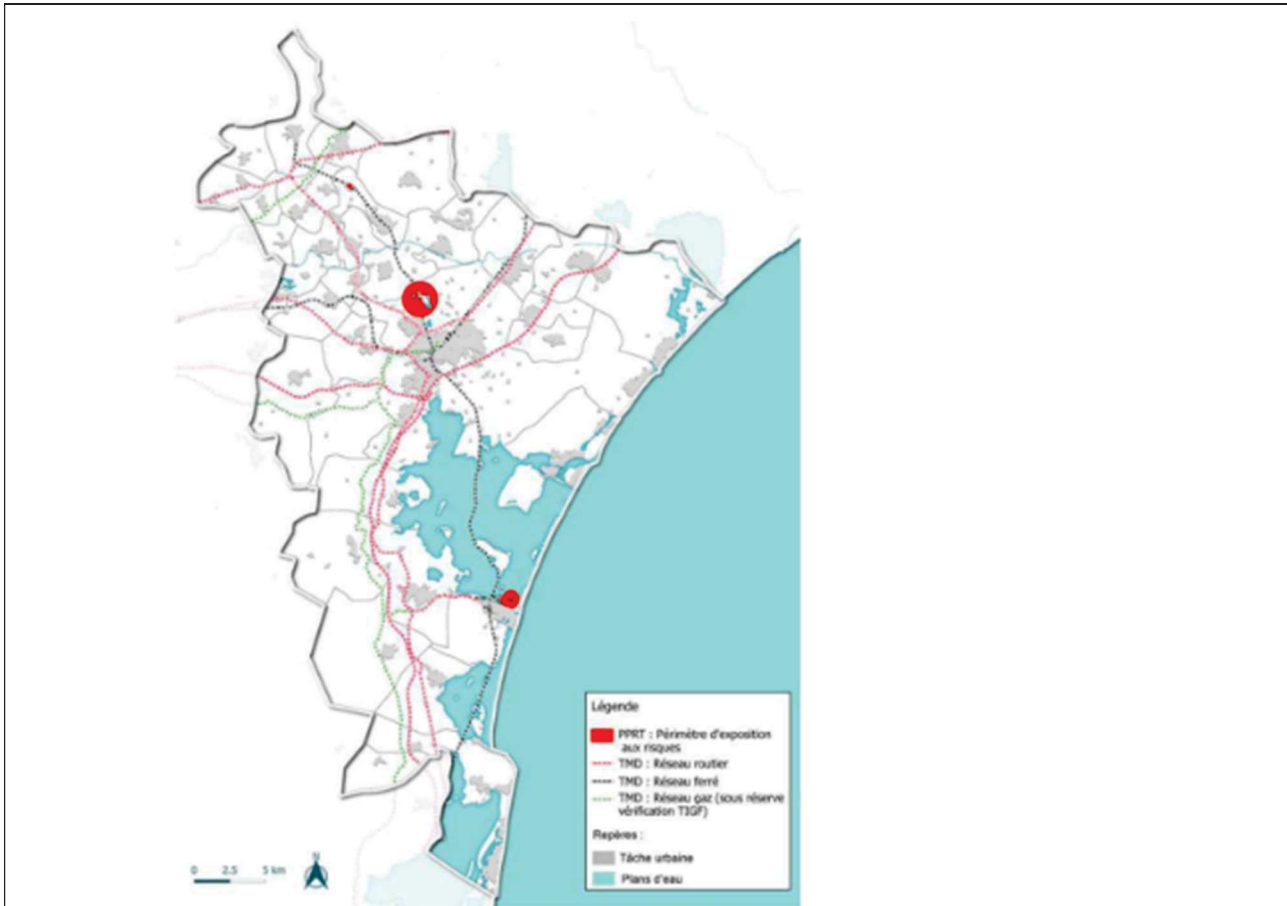 Légende
PPRT : Périmètre d'exposition
aux risques
TMD : Réseau routier
TMD : Réseau ferré
TMD : Réseau gaz (sous réserve
vérification TIGF)
Repères :
Tâche urbaine
Plans d'eau
0 2.5 5 km
N